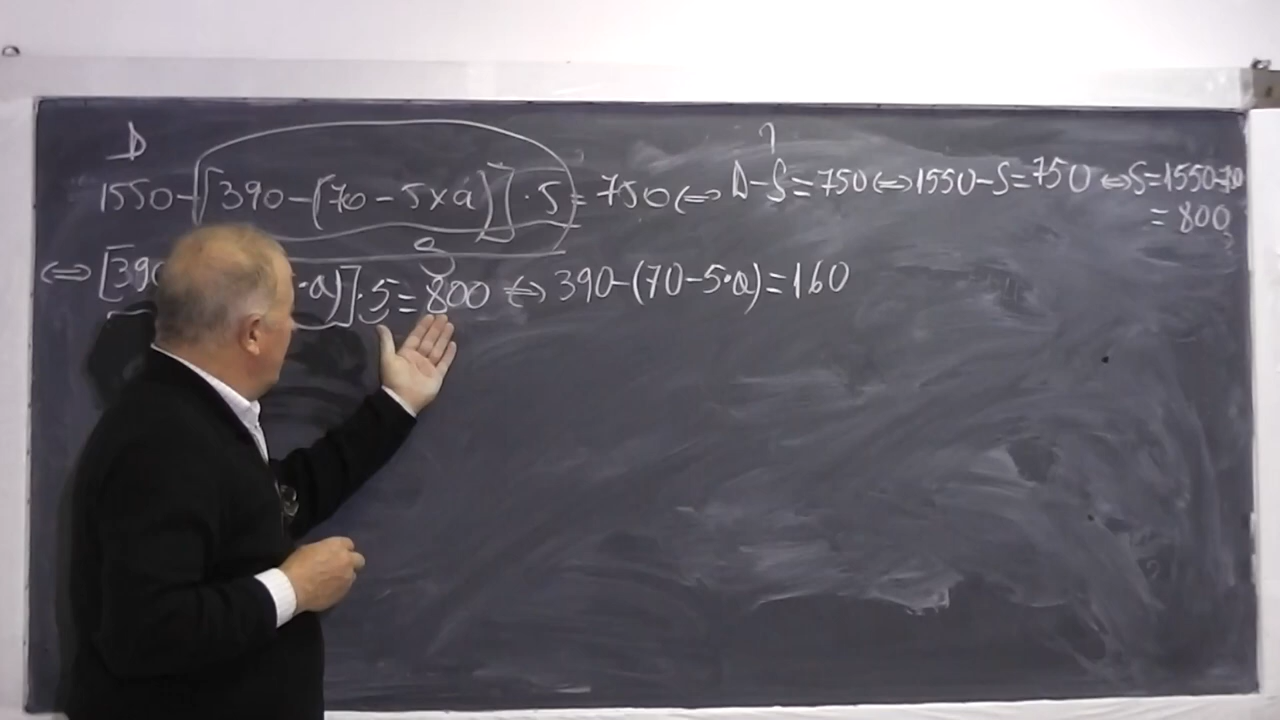 D ?
1550-[390-(70-5×a)]·5=750⇔ D-S=750⇔1550-S=750 ⇔S=1550-750
=800
⇔[390 ·a)]·5=800 ⇔ 390-(70-5·a)=160